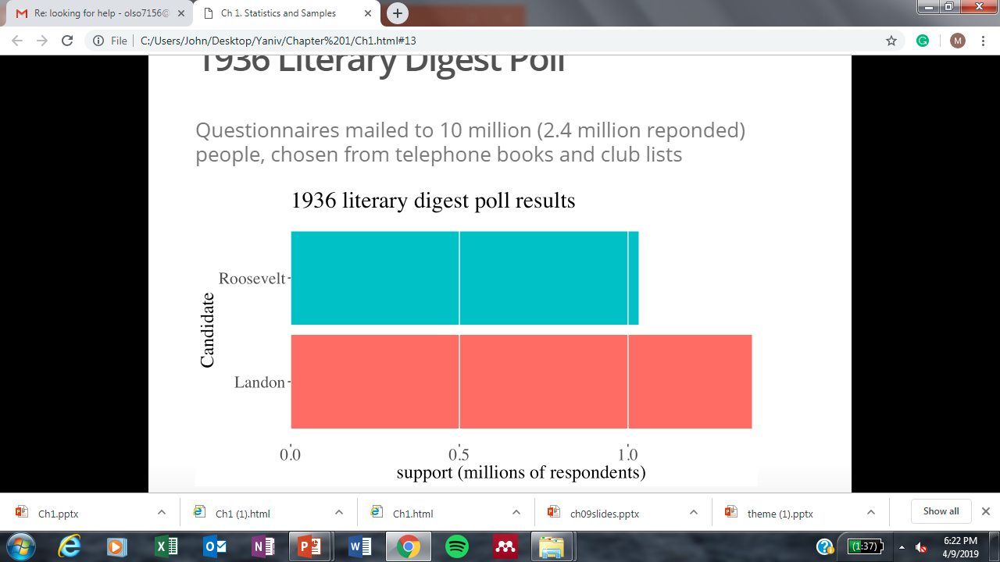 Re: looking for help - olso7156@
Ch 1. Statistics and Samples
File
C:/Users/John/Desktop/Yaniv/Chapter%201/Ch1.html#13
M
1936 Literary Digest Poll
Questionnaires mailed to 10 million (2.4 million reponded)
people, chosen from telephone books and club lists
1936 literary digest poll results
Candidate
Roosevelt
Landon
0.0 0.5 1.0
support (millions of respondents)
Ch1.pptx
Ch1 (1).html
Ch1.html
ch09slides.pptx
theme (1).pptx
Show all
(1:37)
6:22 PM
4/9/2019